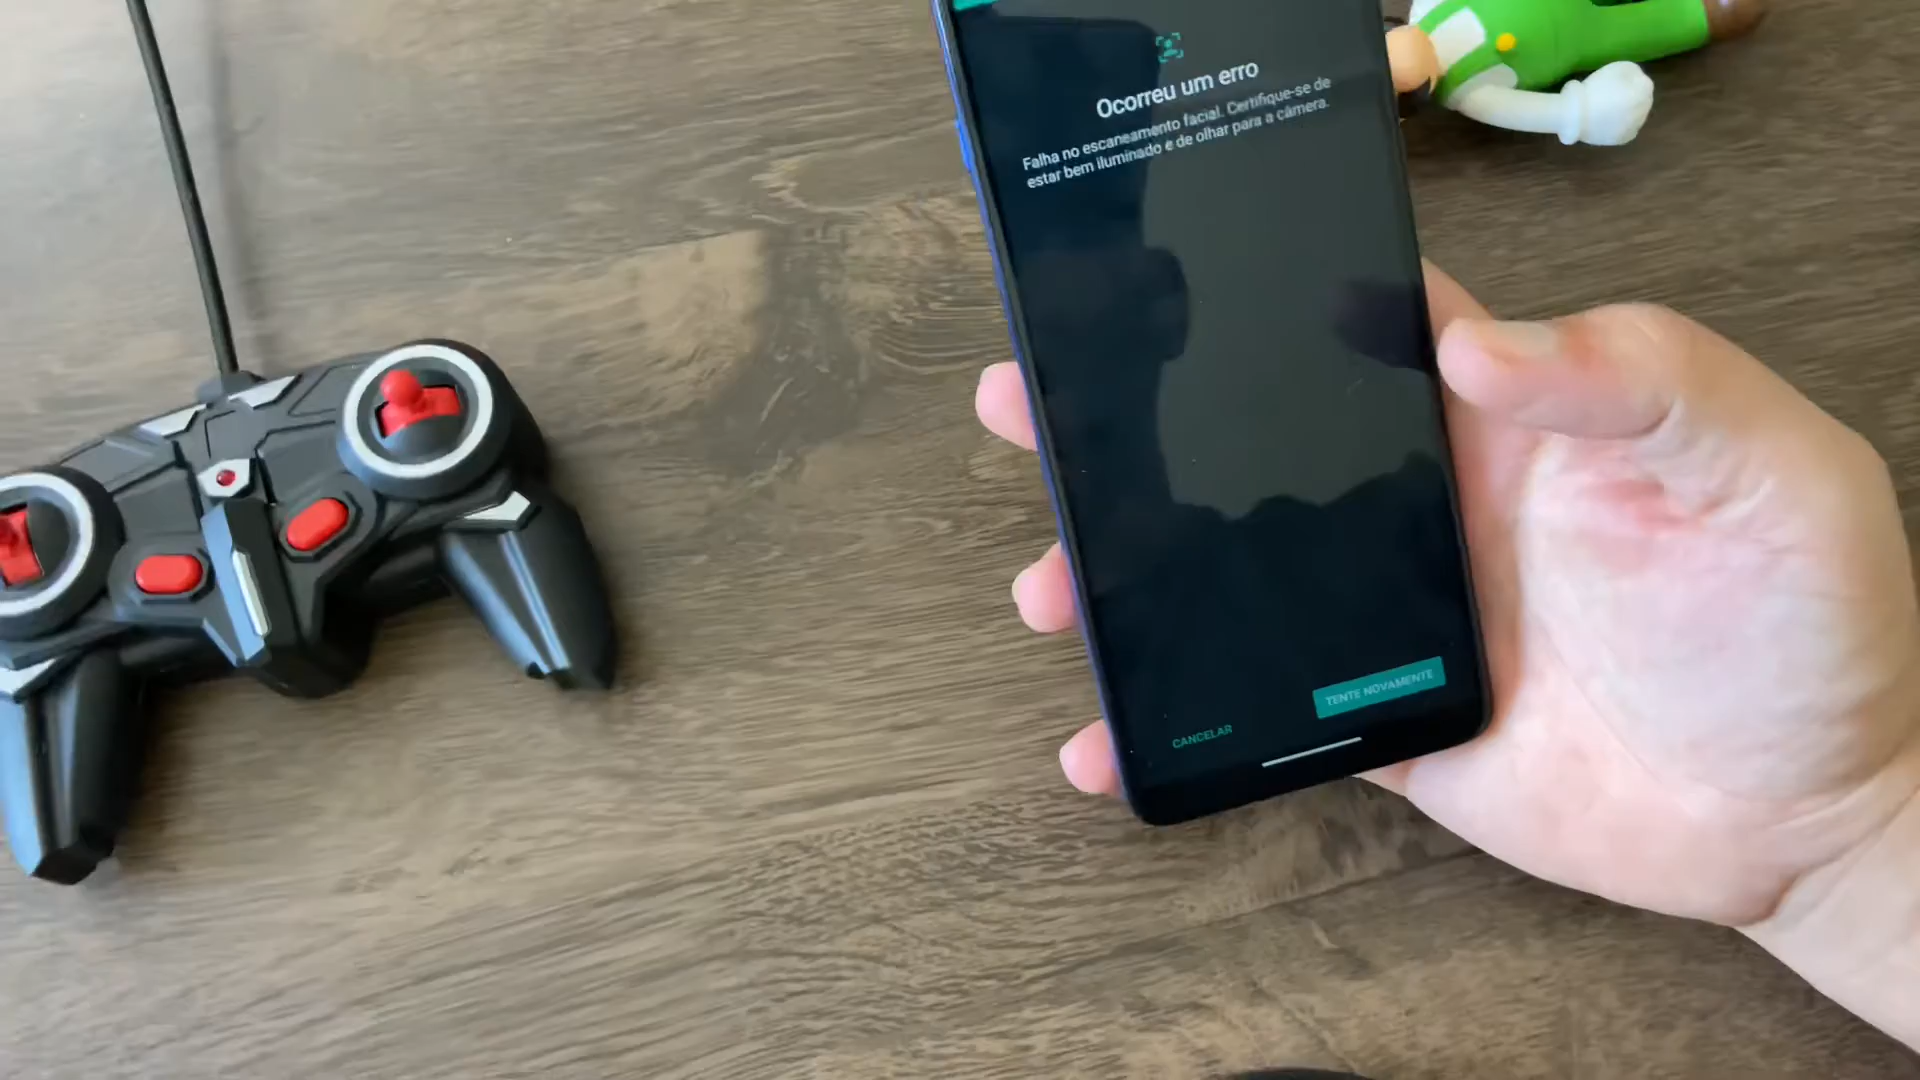 Ocorreu um erro
Falha no escaneamento facial. Certifique-se de
estar bem iluminado e de olhar para a câmera.
TENTE NOVAMENTE
CANCELAR